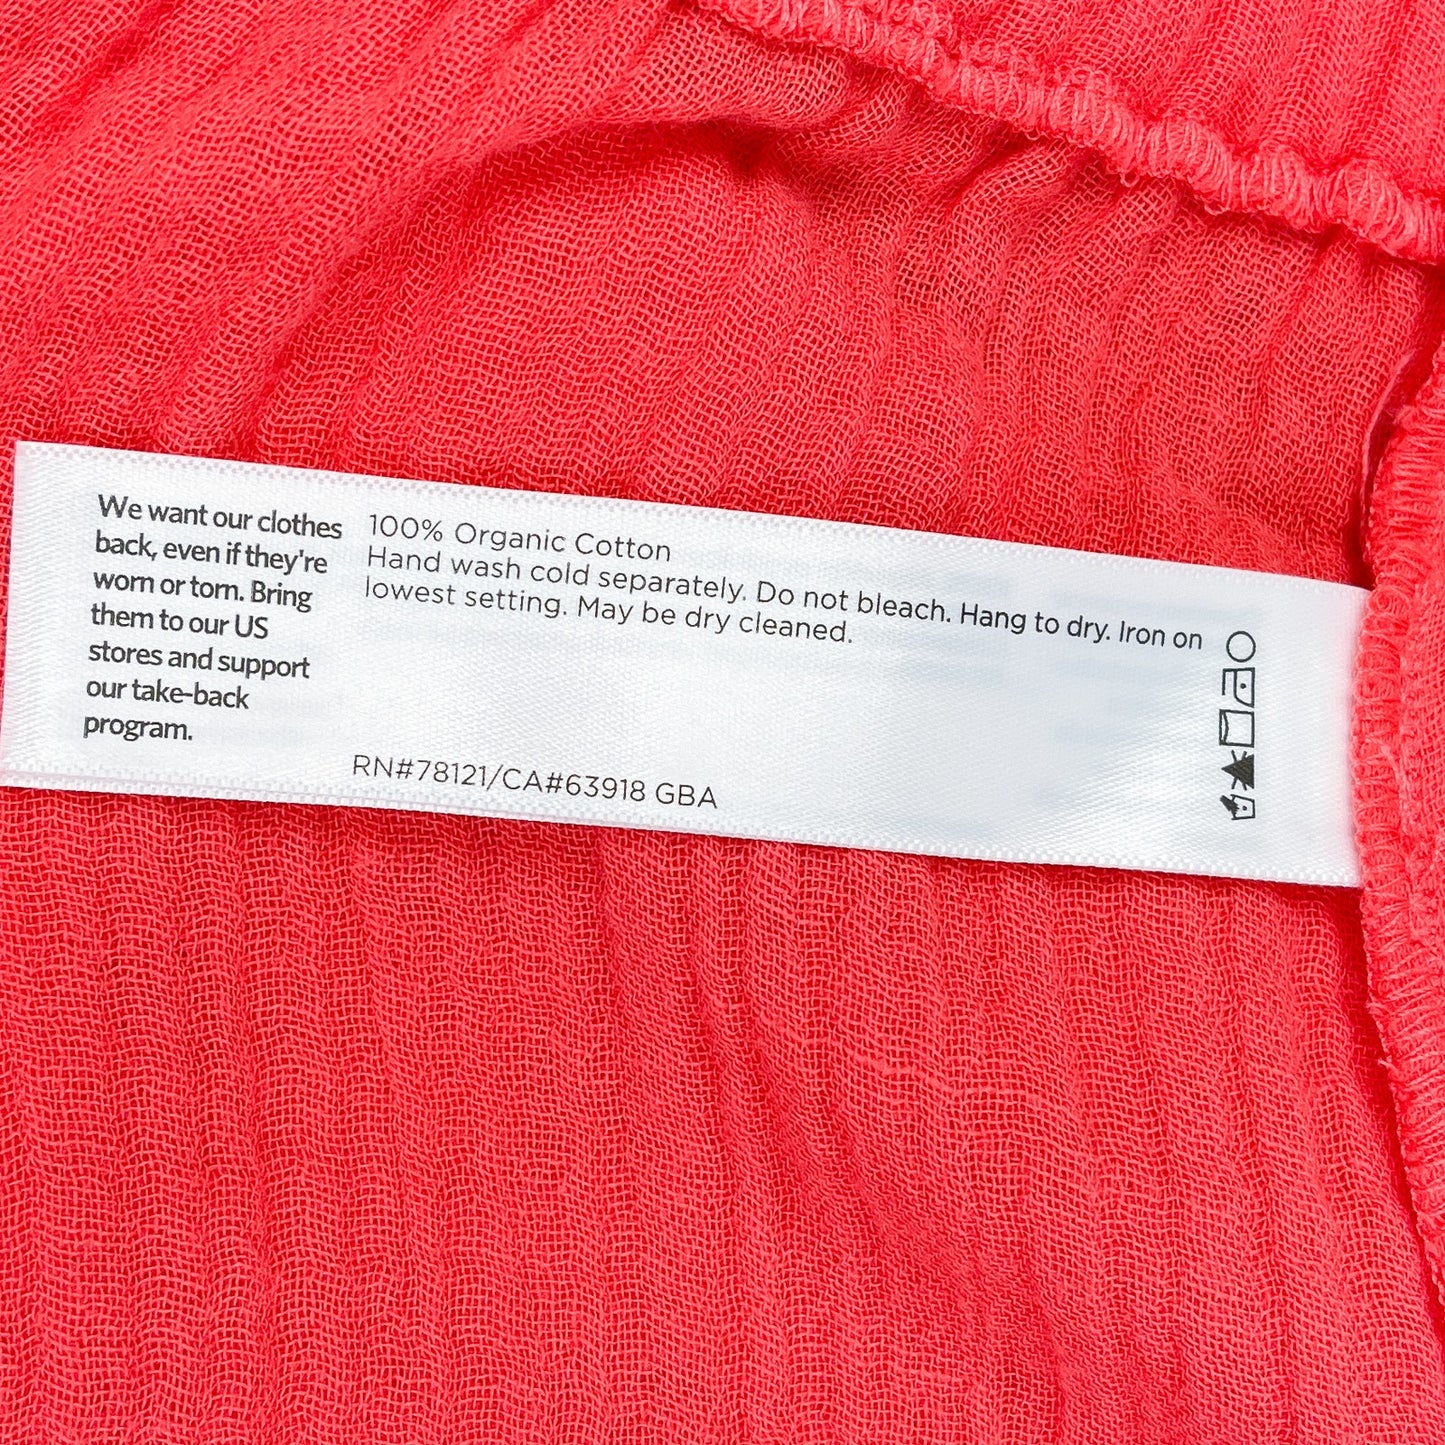 We want our clothes
back, even if they're
worn or torn. Bring
them to our US
stores and support
our take-back
program.
100% Organic Cotton
Hand wash cold separately. Do not bleach. Hang to dry. Iron on
lowest setting. May be dry cleaned.
RN#78121/CA#63918 GBA